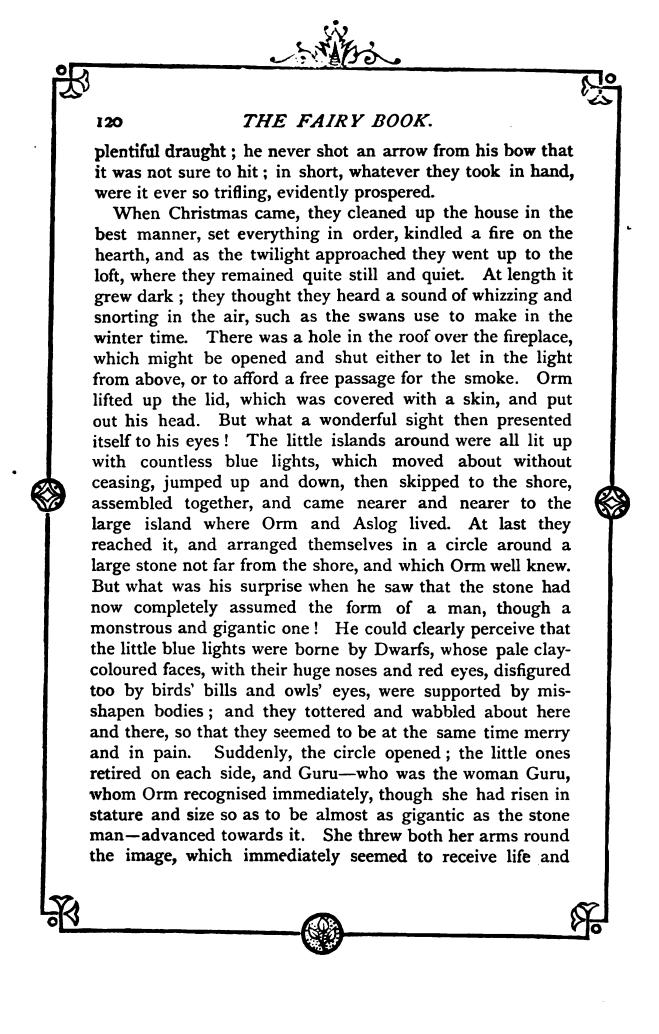 120 THE FAIRY BOOK.
plentiful draught ; he never shot an arrow from his bow that
it was not sure to hit ; in short, whatever they took in hand,
were it ever so trifling, evidently prospered.
When Christmas came, they cleaned up the house in the
best manner, set everything in order, kindled a fire on the
hearth, and as the twilight approached they went up to the
loft, where they remained quite still and quiet. At length it
grew dark ; they thought they heard a sound of whizzing and
snorting in the air, such as the swans use to make in the
winter time. There was a hole in the roof over the fireplace,
which might be opened and shut either to let in the light
from above, or to afford a free passage for the smoke. Orm
lifted up the lid, which was covered with a skin, and put
out his head. But what a wonderful sight then presented
itself to his eyes ! The little islands around were all lit up
with countless blue lights, which moved about without
ceasing, jumped up and down, then skipped to the shore,
assembled together, and came nearer and nearer to the
large island where Orm and Aslog lived. At last they
reached it, and arranged themselves in a circle around a
large stone not far from the shore, and which Orm well knew.
But what was his surprise when he saw that the stone had
now completely assumed the form of a man, though a
monstrous and gigantic one ! He could clearly perceive that
the little blue lights were borne by Dwarfs, whose pale clay-
coloured faces, with their huge noses and red eyes, disfigured
too by birds' bills and owls' eyes, were supported by mis-
shapen bodies ; and they tottered and wabbled about here
and there, so that they seemed to be at the same time merry
and in pain. Suddenly, the circle opened ; the little ones
retired on each side, and Guru—who was the woman Guru,
whom Orm recognised immediately, though she had risen in
stature and size so as to be almost as gigantic as the stone
man—advanced towards it. She threw both her arms round
the image, which immediately seemed to receive life and